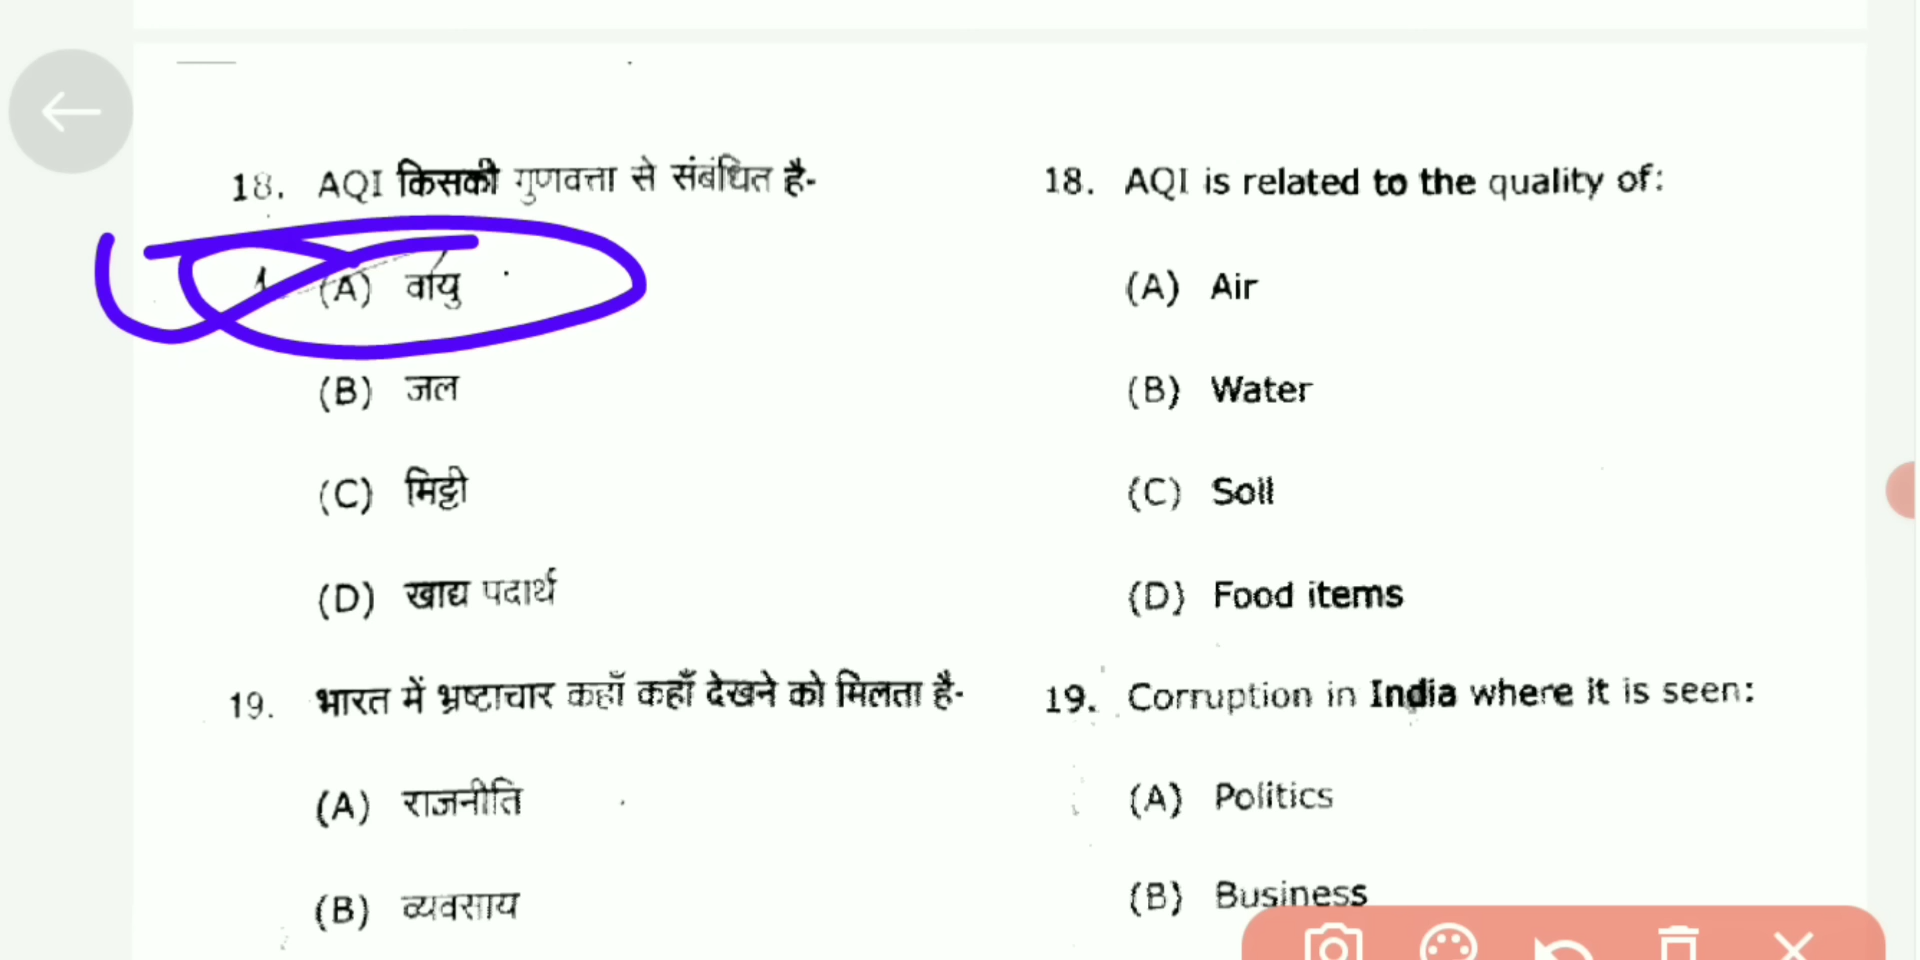 18. AQI किसकी गुणवत्ता से संबंधित है-
(A) वायु
(B) जल
(C) मिट्टी
(D) खाद्य पदार्थ
19. भारत में भ्रष्टाचार कहाँ कहाँ देखने को मिलता है-
(A) राजनीति
(B) व्यवसाय
18. AQI is related to the quality of:
(A) Air
(B) Water
(C) Soil
(D) Food items
19. Corruption in India where it is seen:
(A) Politics
(B) Business